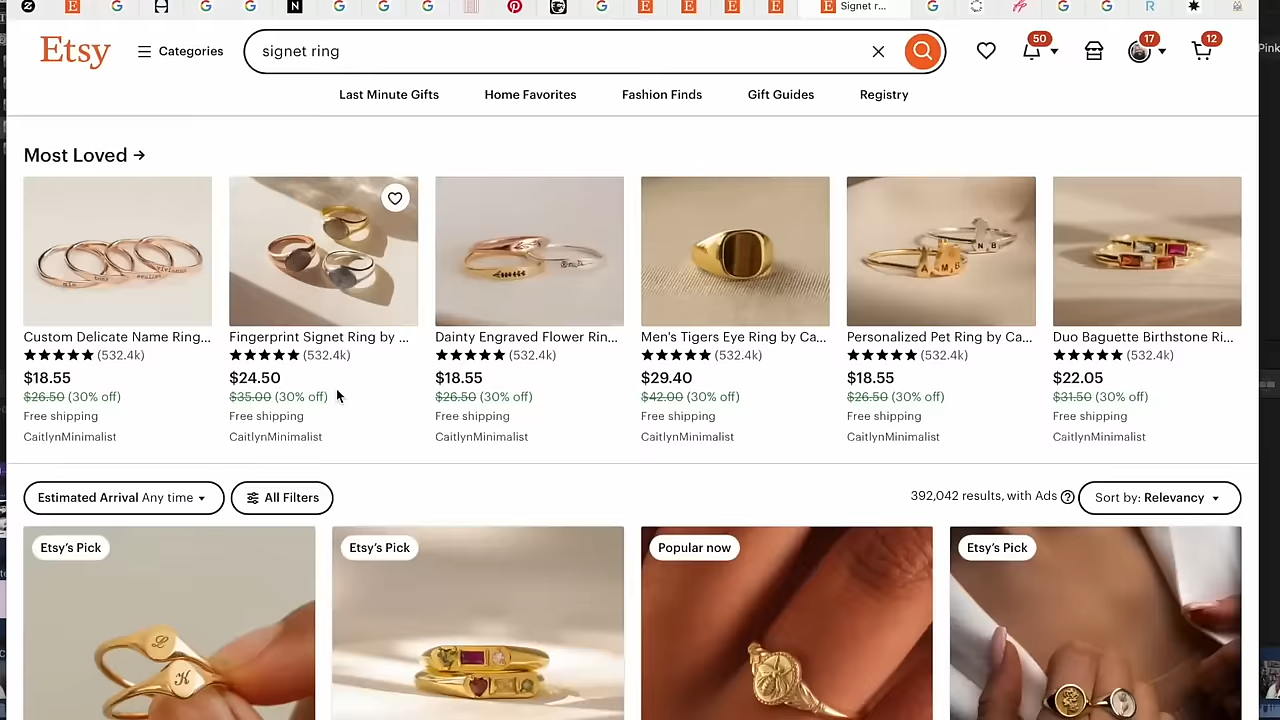 Signet r...
Etsy
Categories
signet ring
50
17
12
Last Minute Gifts
Home Favorites
Fashion Finds
Gift Guides
Registry
Most Loved →
Custom Delicate Name Ring...
(532.4k)
$18.55
$26.50 (30% off)
Free shipping
CaitlynMinimalist
Fingerprint Signet Ring by ...
(532.4k)
$24.50
$35.00 (30% off)
Free shipping
CaitlynMinimalist
Dainty Engraved Flower Rin...
(532.4k)
$18.55
$26.50 (30% off)
Free shipping
CaitlynMinimalist
Men's Tigers Eye Ring by Ca...
(532.4k)
$29.40
$42.00 (30% off)
Free shipping
CaitlynMinimalist
Personalized Pet Ring by Ca...
(532.4k)
$18.55
$26.50 (30% off)
Free shipping
CaitlynMinimalist
Duo Baguette Birthstone Ri...
(532.4k)
$22.05
$31.50 (30% off)
Free shipping
CaitlynMinimalist
Estimated Arrival Any time
All Filters
392,042 results, with Ads
Sort by: Relevancy
Etsy's Pick
Etsy's Pick
Popular now
Etsy's Pick
L
K
Pink